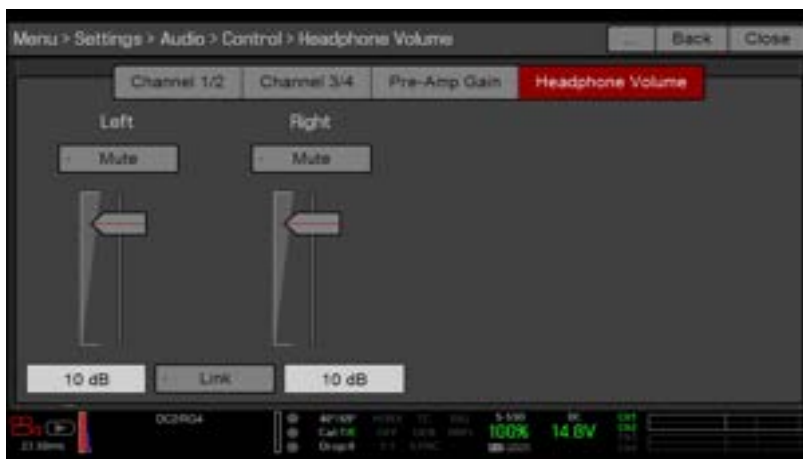 Menu > Settings > Audio > Control > Headphone Volume
... Back Close
Channel 1/2 Channel 3/4 Pre-Amp Gain Headphone Volume
Left Right
Mute Mute
10 dB Link 10 dB
100% 14.8V